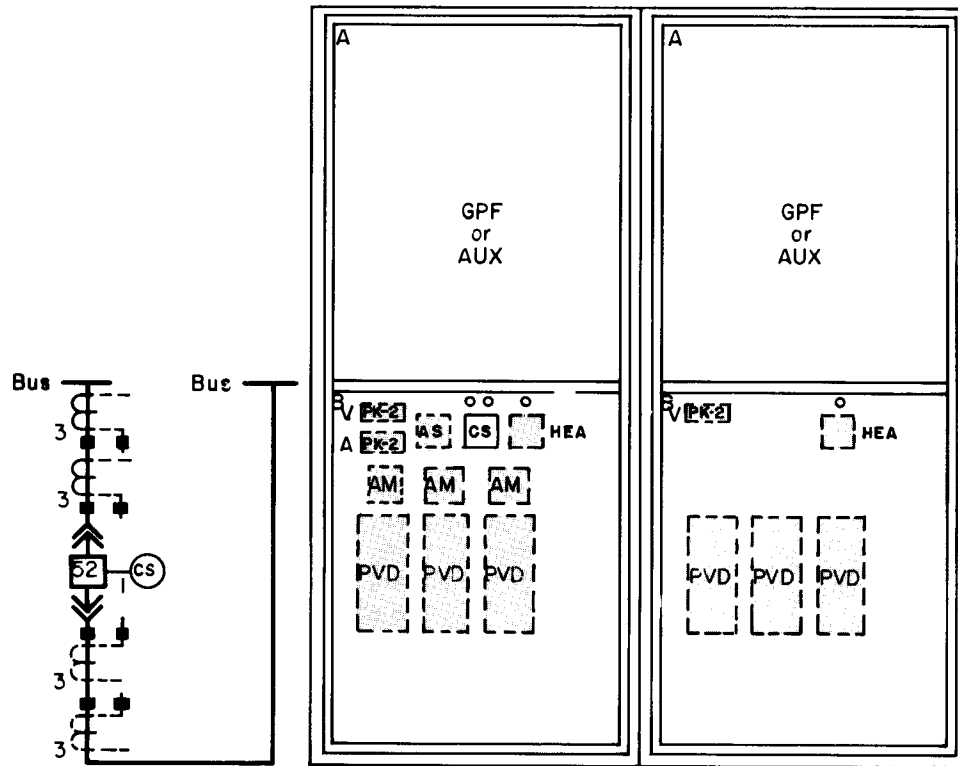 A
A
GPF
or
AUX
GPF
or
AUX
Bus
Bus
B
V PK-2 AS CS HEA
A PK-2
B
V PK-2 HEA
3
3
AM AM AM
52 CS
PVD PVD PVD
PVD PVD PVD
3
3